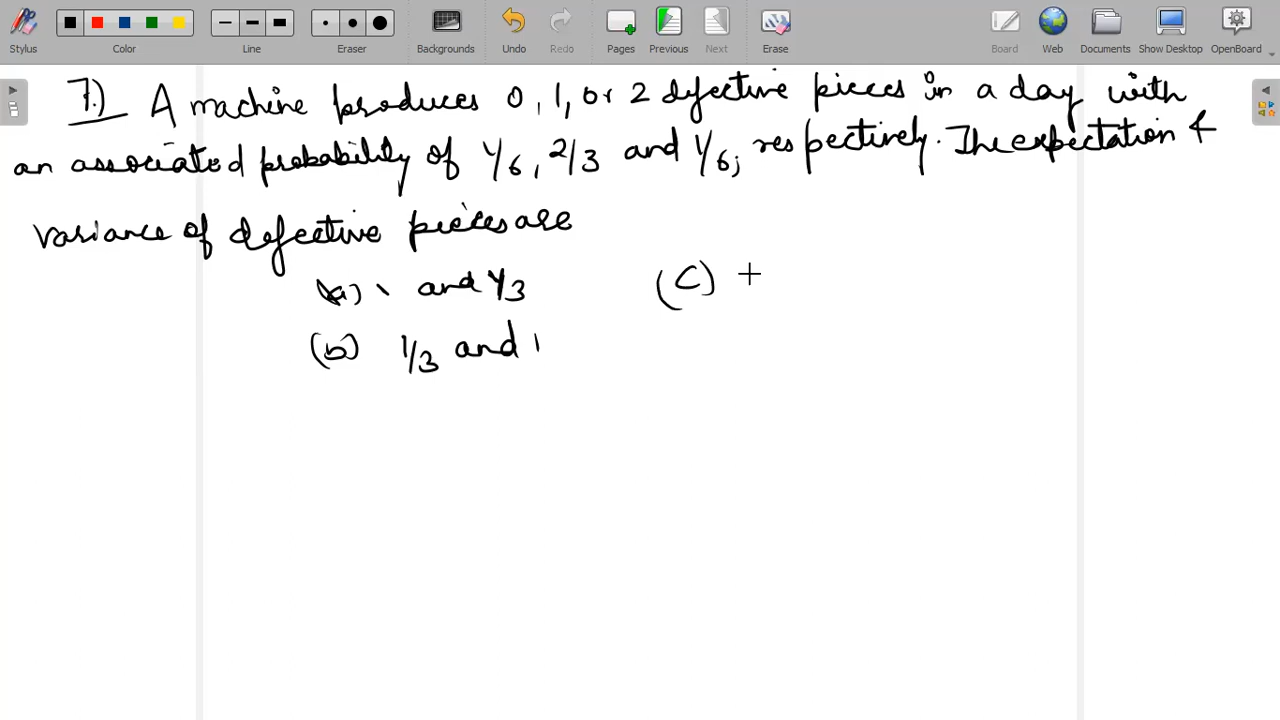 Stylus Color Line Eraser Backgrounds Undo Redo Pages Previous Next Erase Board Web Documents Show Desktop OpenBoard
7.) A machine produces 0, 1, or 2 defective pieces in a day with
an associated probability of 1/6, 2/3 and 1/6, respectively. The expectation &
variance of defective pieces are
(a) 1 and 1/3 (C)
(b) 1/3 and 1